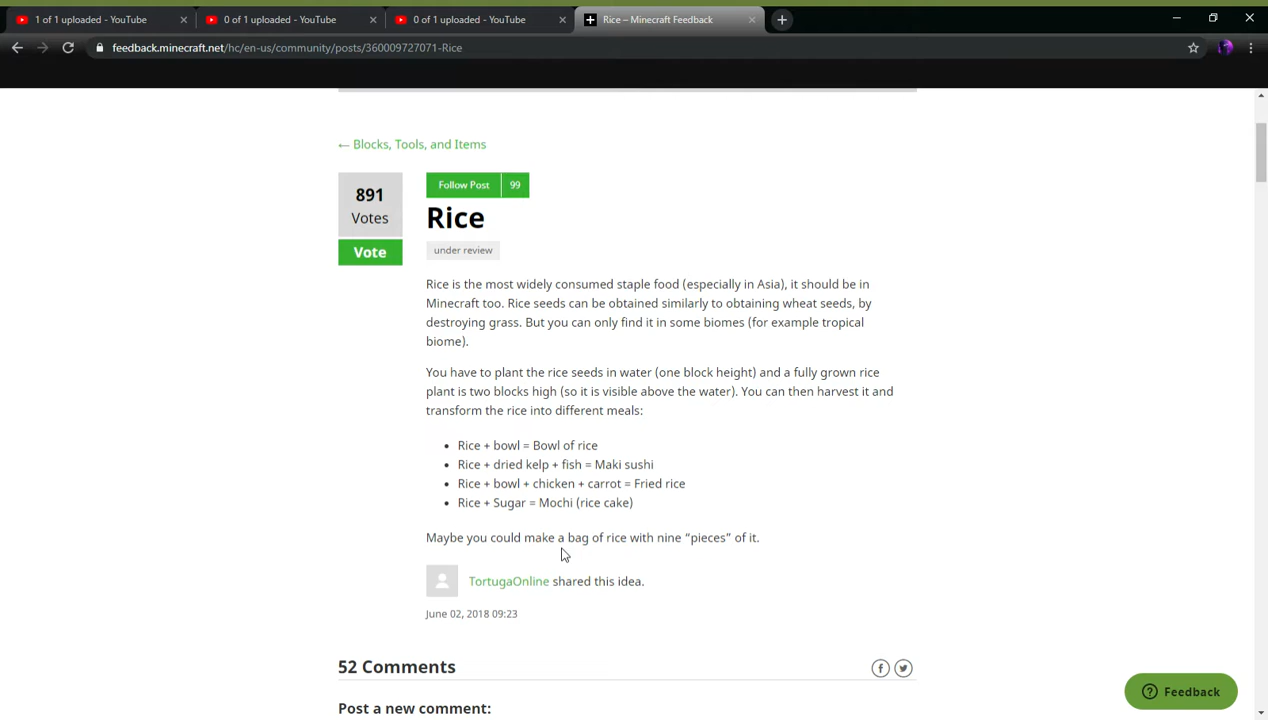 1 of 1 uploaded - YouTube
0 of 1 uploaded - YouTube
0 of 1 uploaded - YouTube
Rice – Minecraft Feedback
feedback.minecraft.net/hc/en-us/community/posts/360009727071-Rice
← Blocks, Tools, and Items
891
Votes
Vote
Follow Post 99
Rice
under review
Rice is the most widely consumed staple food (especially in Asia), it should be in
Minecraft too. Rice seeds can be obtained similarly to obtaining wheat seeds, by
destroying grass. But you can only find it in some biomes (for example tropical
biome).
You have to plant the rice seeds in water (one block height) and a fully grown rice
plant is two blocks high (so it is visible above the water). You can then harvest it and
transform the rice into different meals:
• Rice + bowl = Bowl of rice
• Rice + dried kelp + fish = Maki sushi
• Rice + bowl + chicken + carrot = Fried rice
• Rice + Sugar = Mochi (rice cake)
Maybe you could make a bag of rice with nine “pieces” of it.
TortugaOnline shared this idea.
June 02, 2018 09:23
52 Comments
Post a new comment:
Feedback